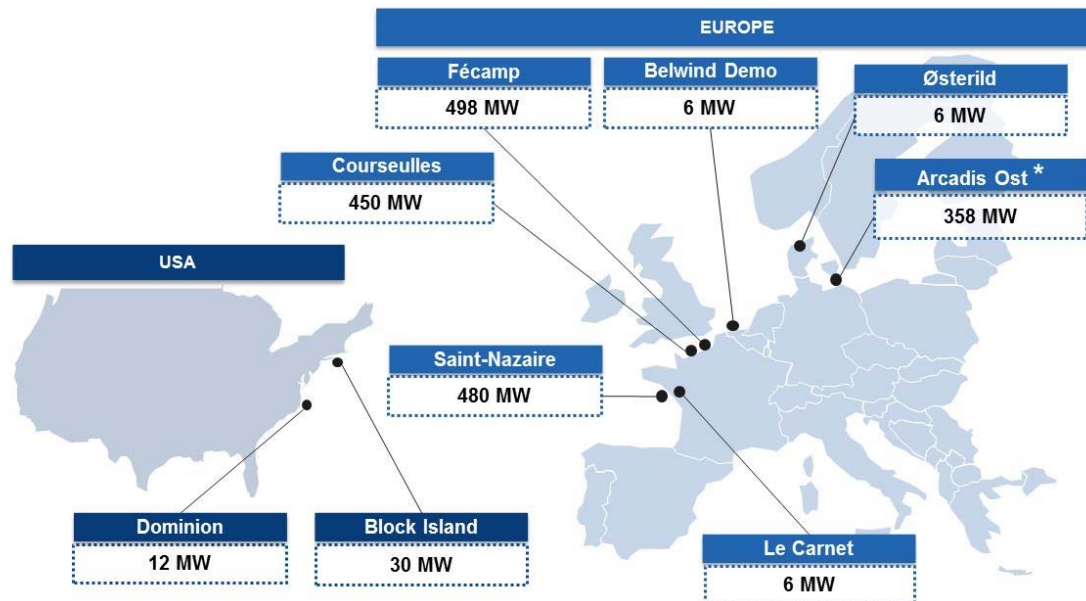 EUROPE
Fécamp
498 MW
Belwind Demo
6 MW
Østerild
6 MW
Courseulles
450 MW
Arcadis Ost *
358 MW
USA
Saint-Nazaire
480 MW
Dominion
12 MW
Block Island
30 MW
Le Carnet
6 MW